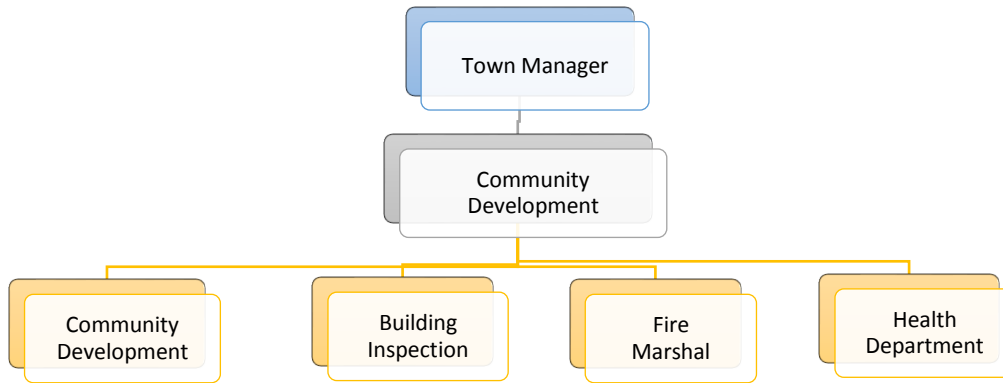 Town Manager
Community
Development
Community
Development
Building
Inspection
Fire
Marshal
Health
Department